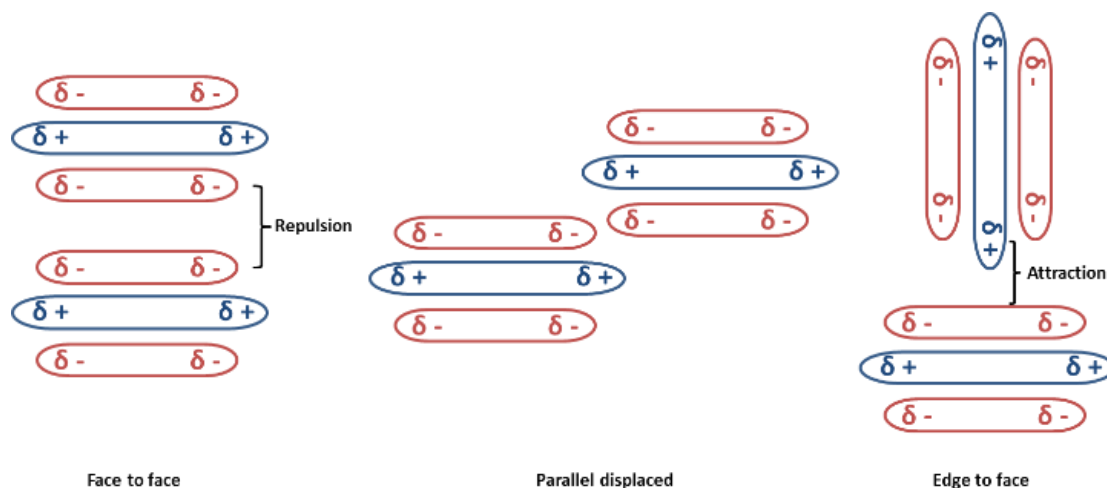 δ - δ -
δ + δ +
δ - δ -
Repulsion
δ - δ -
δ + δ +
δ - δ -
Face to face
δ - δ -
δ + δ +
δ - δ -
δ - δ -
δ + δ +
δ - δ -
Parallel displaced
δ - δ + δ -
δ - δ + δ -
Attraction
δ - δ -
δ + δ +
δ - δ -
Edge to face